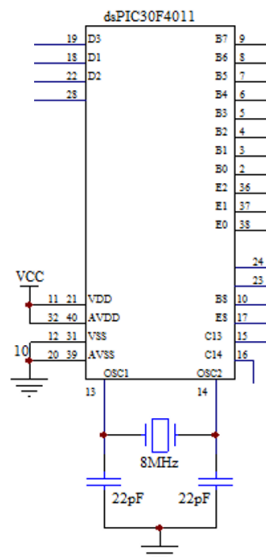 dsPIC30F4011
19 D3 B7 9
18 D1 B6 8
22 D2 B5 7
28 B4 6
B3 5
B2 4
B1 3
B0 2
E2 36
E1 37
E0 38
24
VCC 23
11 21 VDD B8 10
32 40 AVDD E8 17
12 31 VSS C13 15
10 20 39 AVSS C14 16
OSC1 OSC2
13 14
8MHz
22pF 22pF